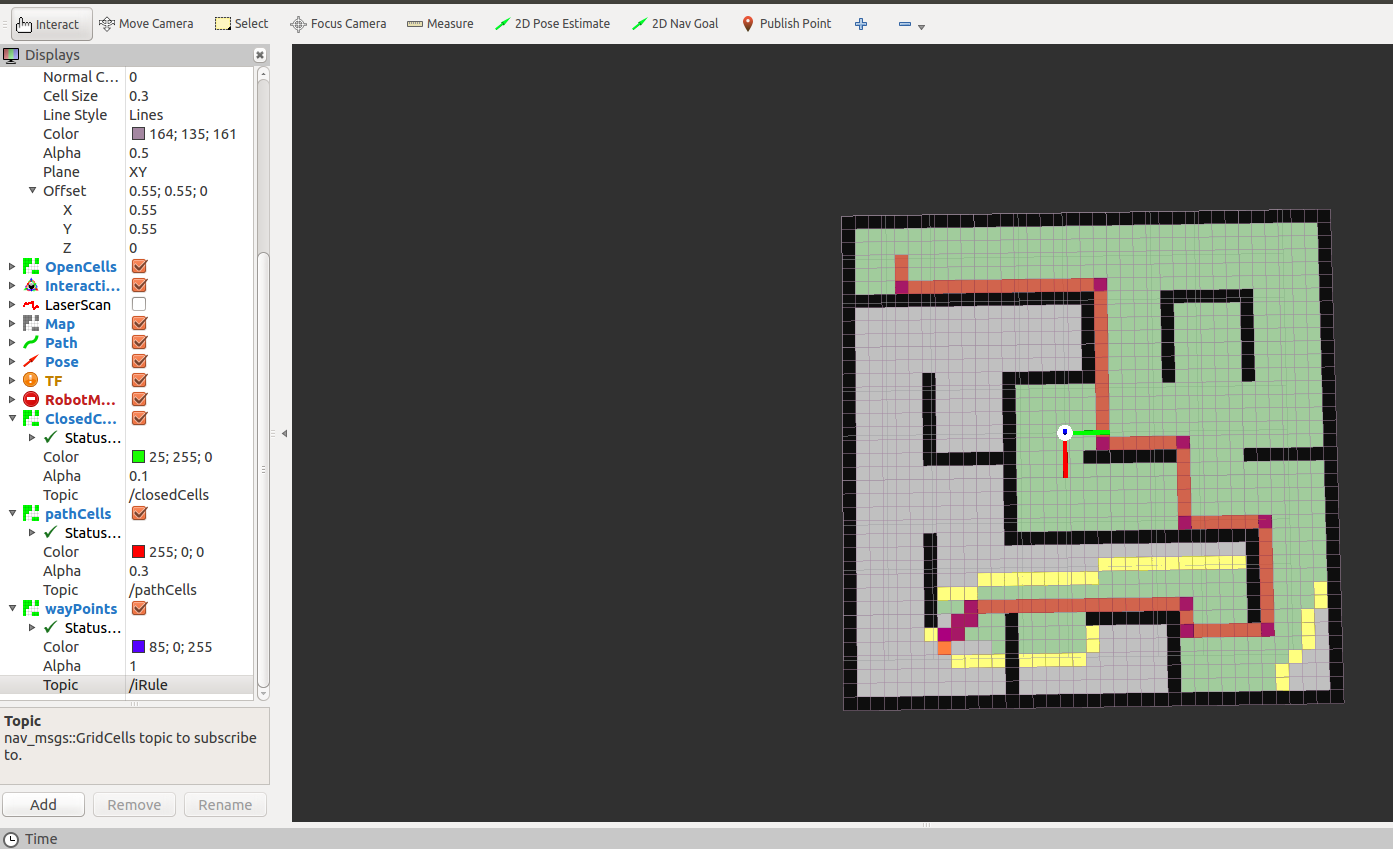 Interact Move Camera Select Focus Camera Measure 2D Pose Estimate 2D Nav Goal Publish Point
Displays
Normal C... 0
Cell Size 0.3
Line Style Lines
Color 164; 135; 161
Alpha 0.5
Plane XY
Offset 0.55; 0.55; 0
X 0.55
Y 0.55
Z 0
OpenCells
Interacti...
LaserScan
Map
Path
Pose
TF
RobotM...
ClosedC...
Status...
Color 25; 255; 0
Alpha 0.1
Topic /closedCells
pathCells
Status...
Color 255; 0; 0
Alpha 0.3
Topic /pathCells
wayPoints
Status...
Color 85; 0; 255
Alpha 1
Topic /iRule
Topic
nav_msgs::GridCells topic to subscribe
to.
Add Remove Rename
Time